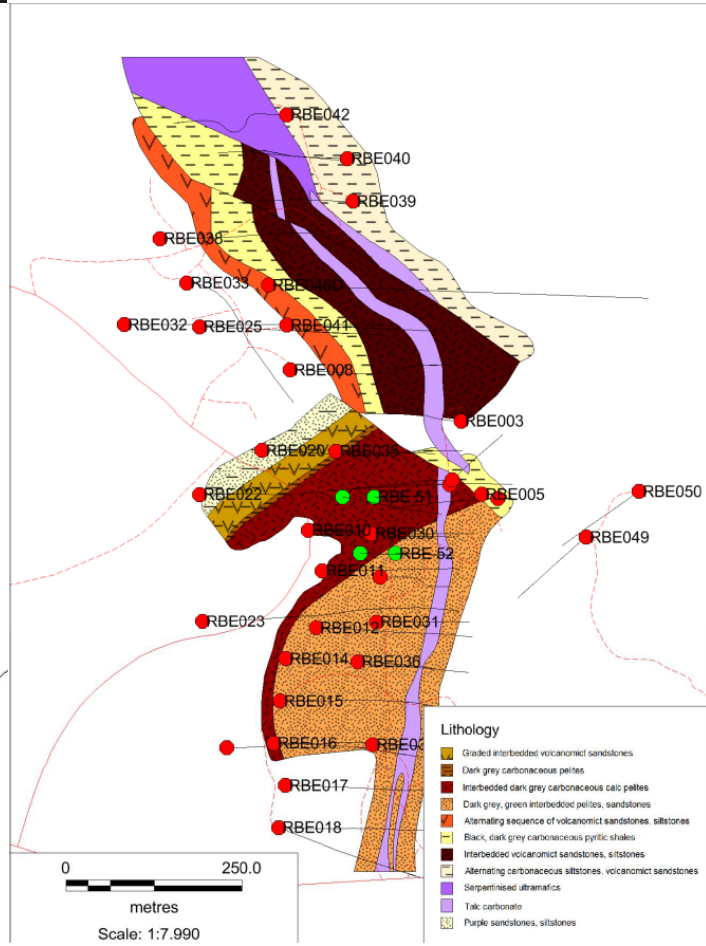 RBE042
RBE040
RBE039
RBE038
RBE033
RBE046D
RBE032
RBE025
RBE041
RBE008
RBE003
RBE020
RBE035
RBE022
RBE 51
RBE005
RBE050
RBE010
RBE030
RBE049
RBE 52
RBE011
RBE023
RBE031
RBE012
RBE014
RBE036
RBE015
RBE016
RBE017
RBE018
Lithology
Graded interbedded volcanomict sandstones
Dark grey carbonaceous pelites
Interbedded dark grey carbonaceous calc pelites
Dark grey, green interbedded pelites, sandstones
Alternating sequence of volcanomict sandstones, siltstones
Black, dark grey carbonaceous pyritic shales
Interbedded volcanomict sandstones, siltstones
Alternating carbonaceous siltstones, volcanomict sandstones
Serpentinised ultramafics
Talc carbonate
Purple sandstones, siltstones
0 250.0
metres
Scale: 1:7.990